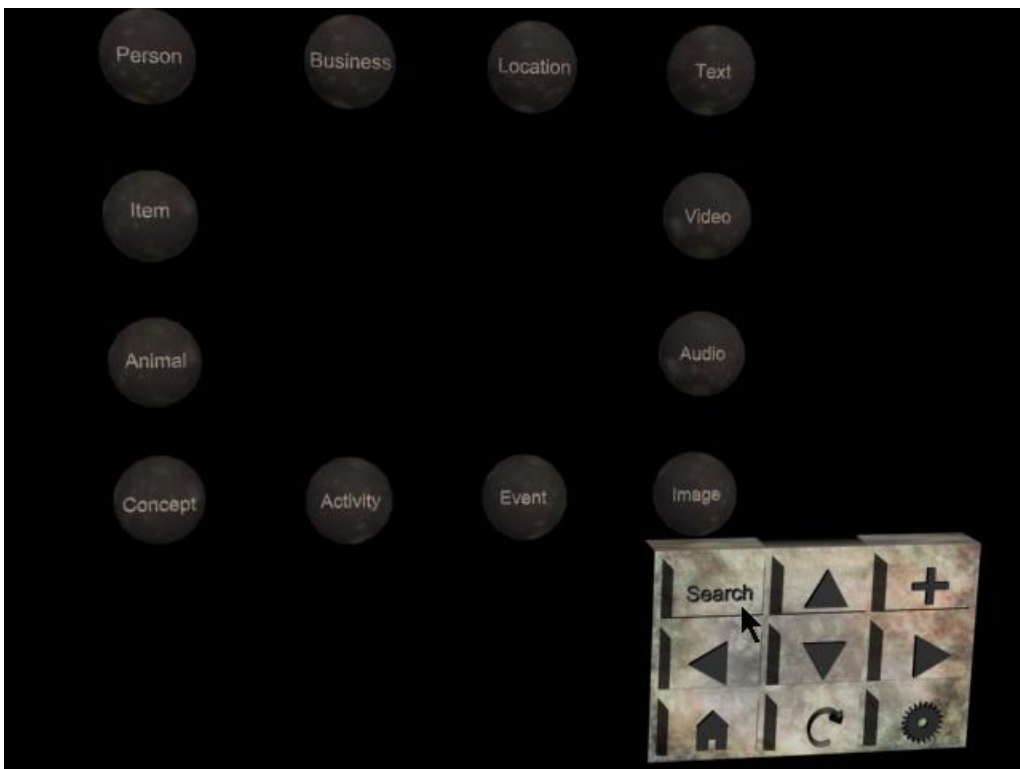 Person Business Location Text
Item Video
Animal Audio
Concept Activity Event Image
Search